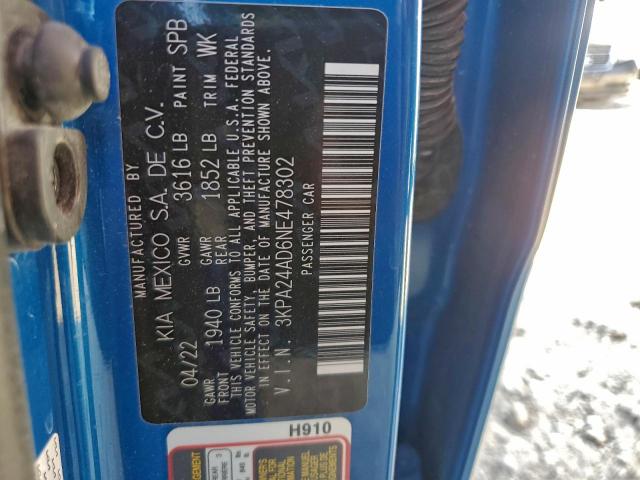 MANUFACTURED BY
KIA MEXICO S.A. DE C.V.
04/22 GVWR 3616 LB PAINT SPB
GAWR FRONT 1940 LB GAWR REAR 1852 LB TRIM WK
THIS VEHICLE CONFORMS TO ALL APPLICABLE U.S.A. FEDERAL
MOTOR VEHICLE SAFETY, BUMPER, AND THEFT PREVENTION STANDARDS
IN EFFECT ON THE DATE OF MANUFACTURE SHOWN ABOVE.
V.I.N. 3KPA24AD6NE478302
PASSENGER CAR
H910